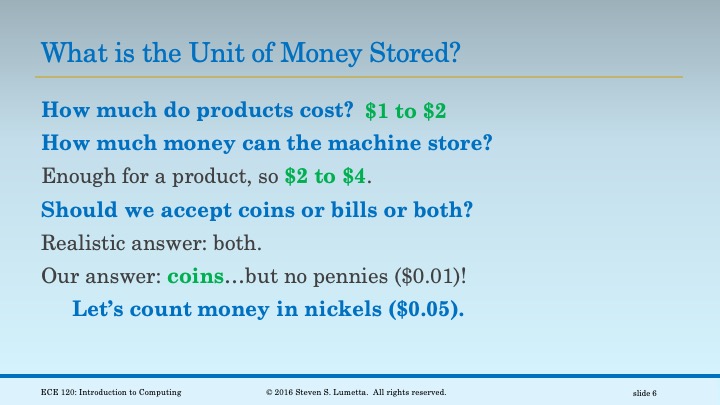 What is the Unit of Money Stored?
How much do products cost? $1 to $2
How much money can the machine store?
Enough for a product, so $2 to $4.
Should we accept coins or bills or both?
Realistic answer: both.
Our answer: coins…but no pennies ($0.01)!
Let’s count money in nickels ($0.05).
ECE 120: Introduction to Computing © 2016 Steven S. Lumetta. All rights reserved. slide 6